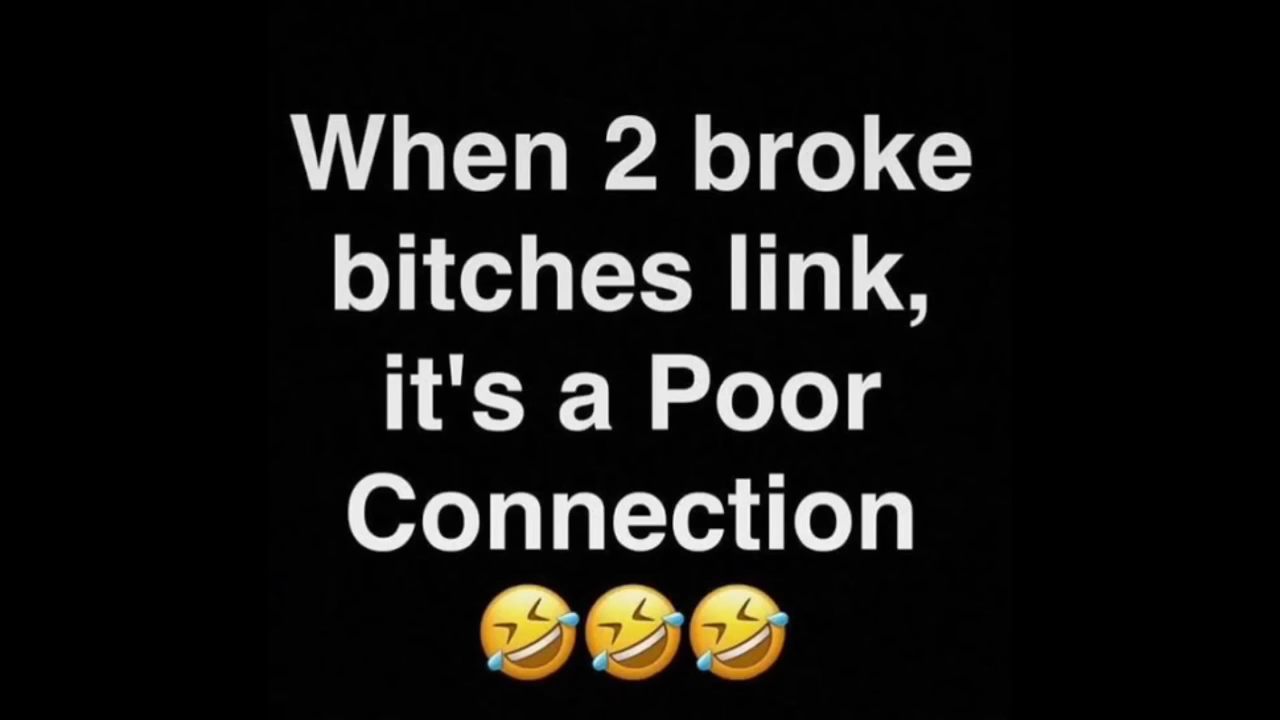 When 2 broke
bitches link,
it's a Poor
Connection
🤣🤣🤣